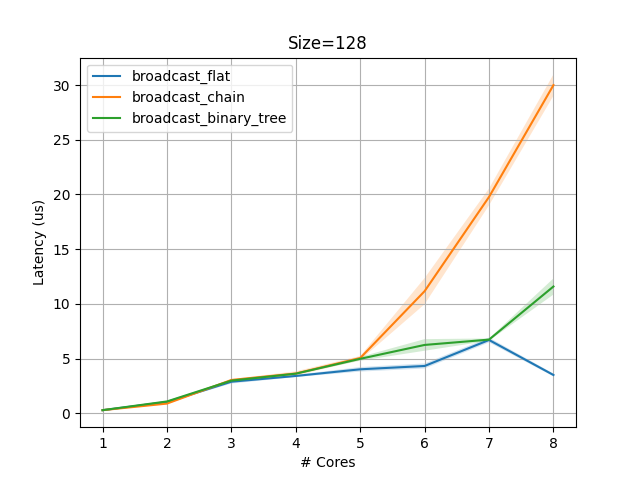 Size=128
broadcast_flat
broadcast_chain
broadcast_binary_tree
Latency (us)
30
25
20
15
10
5
0
1 2 3 4 5 6 7 8
# Cores